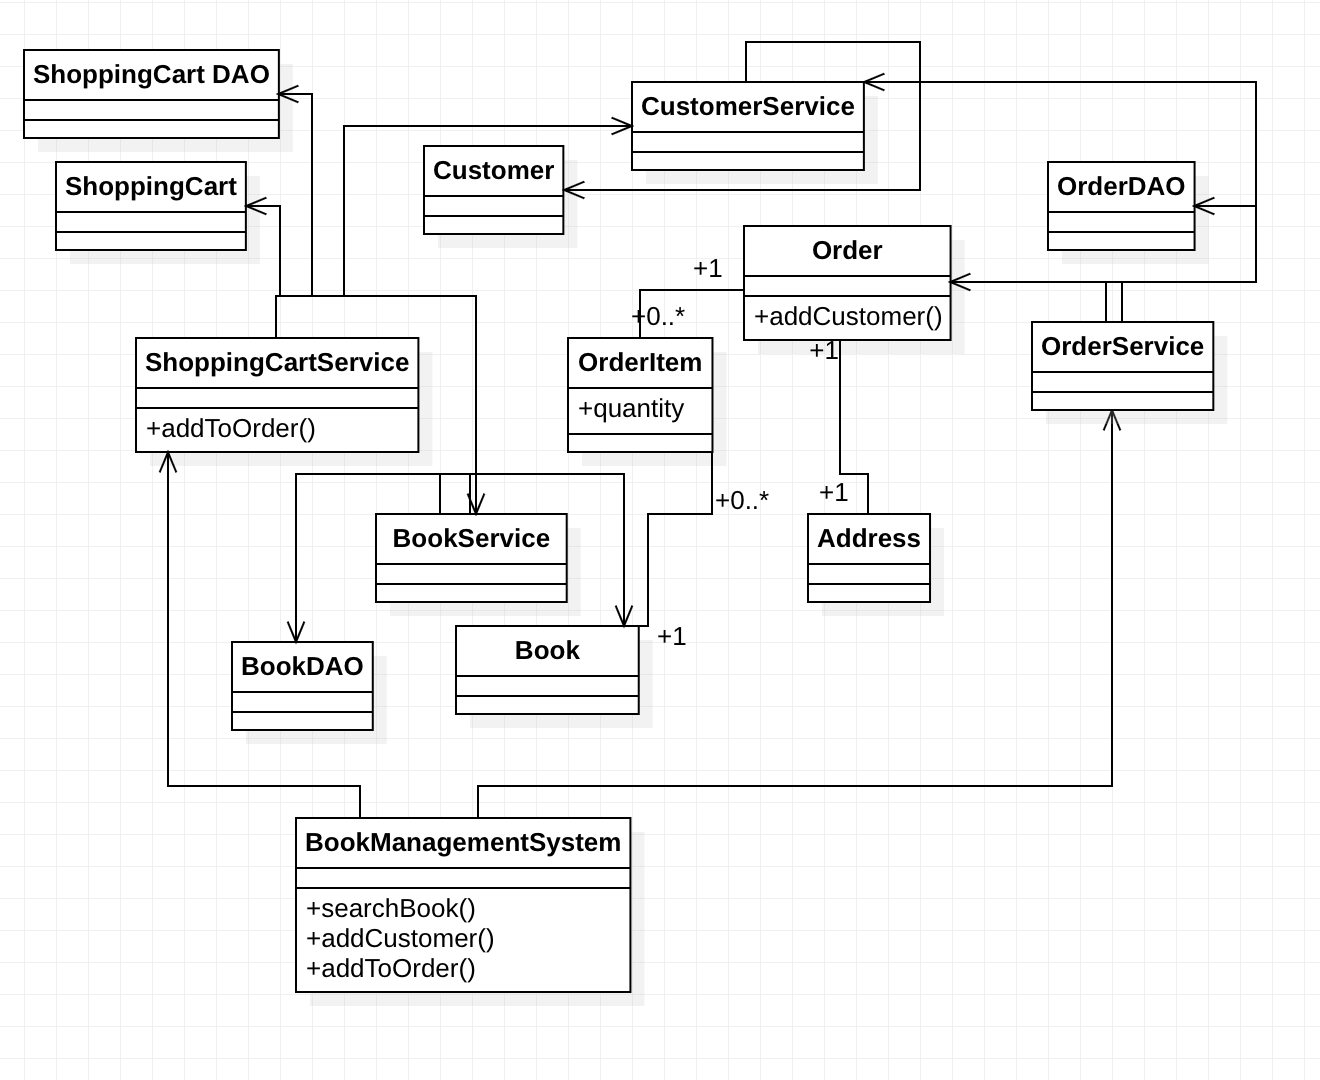 ShoppingCart DAO
CustomerService
Customer
ShoppingCart
OrderDAO
Order
+addCustomer()
+1
+0..*
+1
OrderItem
+quantity
OrderService
ShoppingCartService
+addToOrder()
+0..*
+1
BookService
Address
Book
+1
BookDAO
BookManagementSystem
+searchBook()
+addCustomer()
+addToOrder()